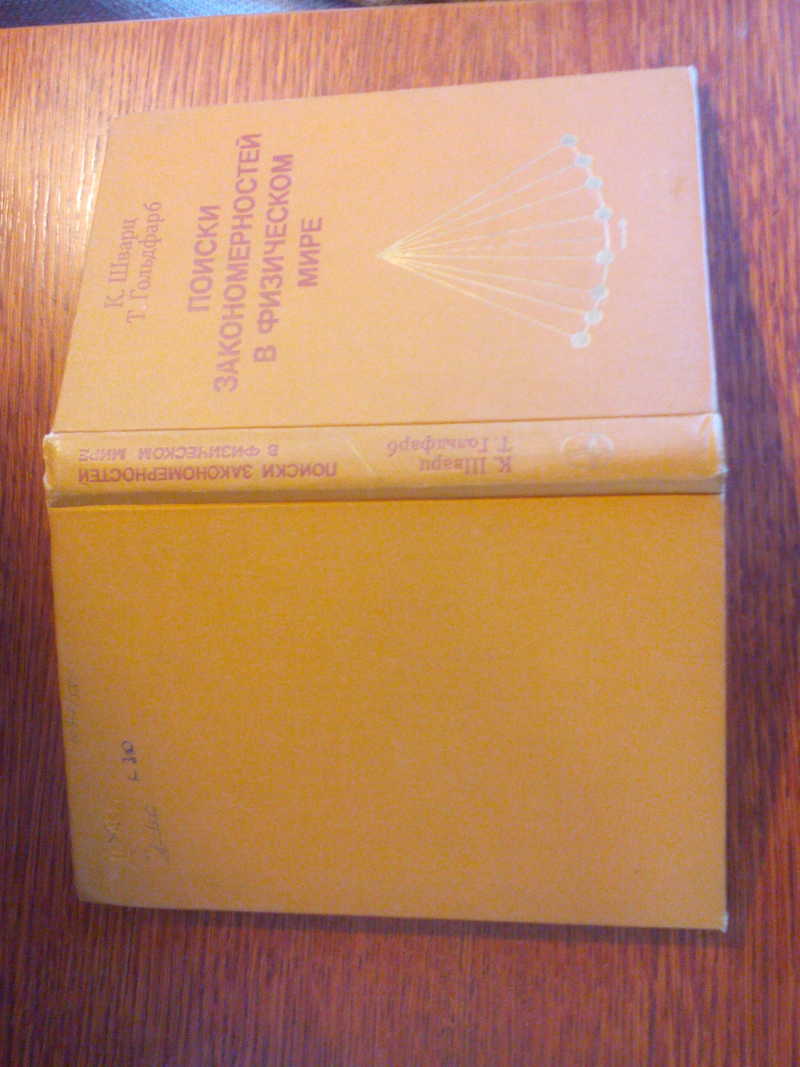 К. Шварц
Т. Гольдфарб
ПОИСКИ
ЗАКОНОМЕРНОСТЕЙ
В ФИЗИЧЕСКОМ
МИРЕ
ПОИСКИ ЗАКОНОМЕРНОСТЕЙ
В ФИЗИЧЕСКОМ МИРЕ
К. Шварц
Т. Гольдфарб